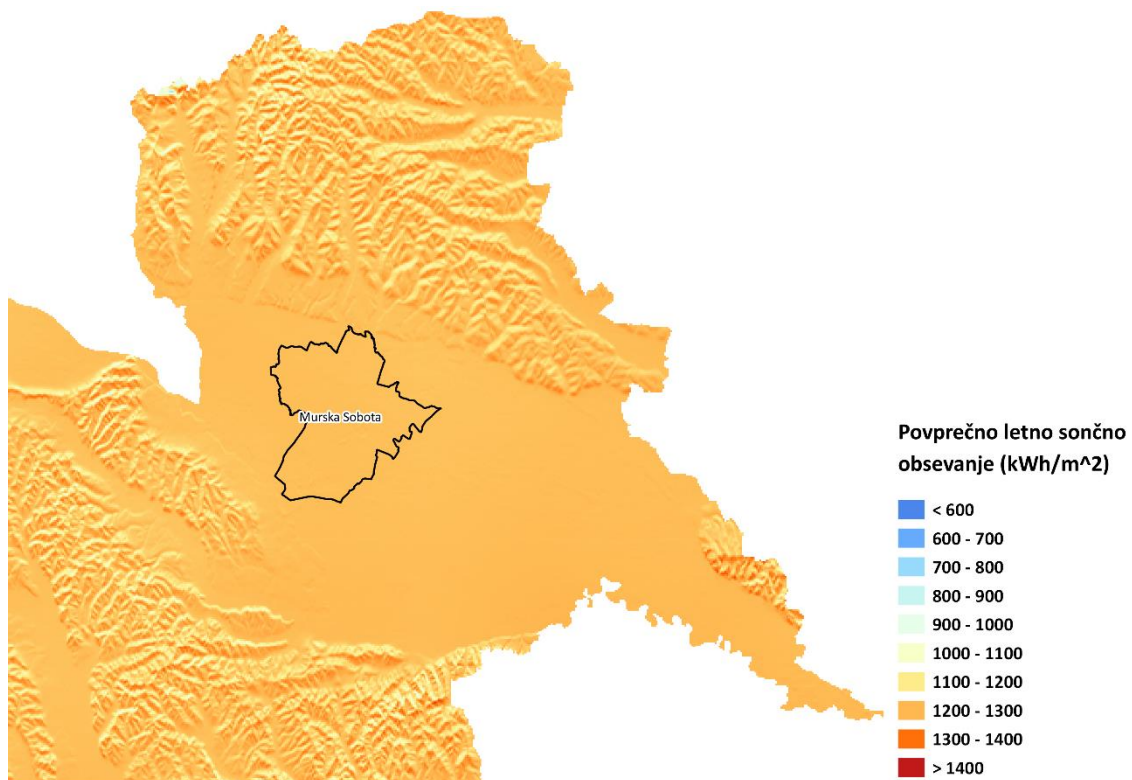 Murska Sobota
Povprečno letno sončno
obsevanje (kWh/m^2)
< 600
600 - 700
700 - 800
800 - 900
900 - 1000
1000 - 1100
1100 - 1200
1200 - 1300
1300 - 1400
> 1400